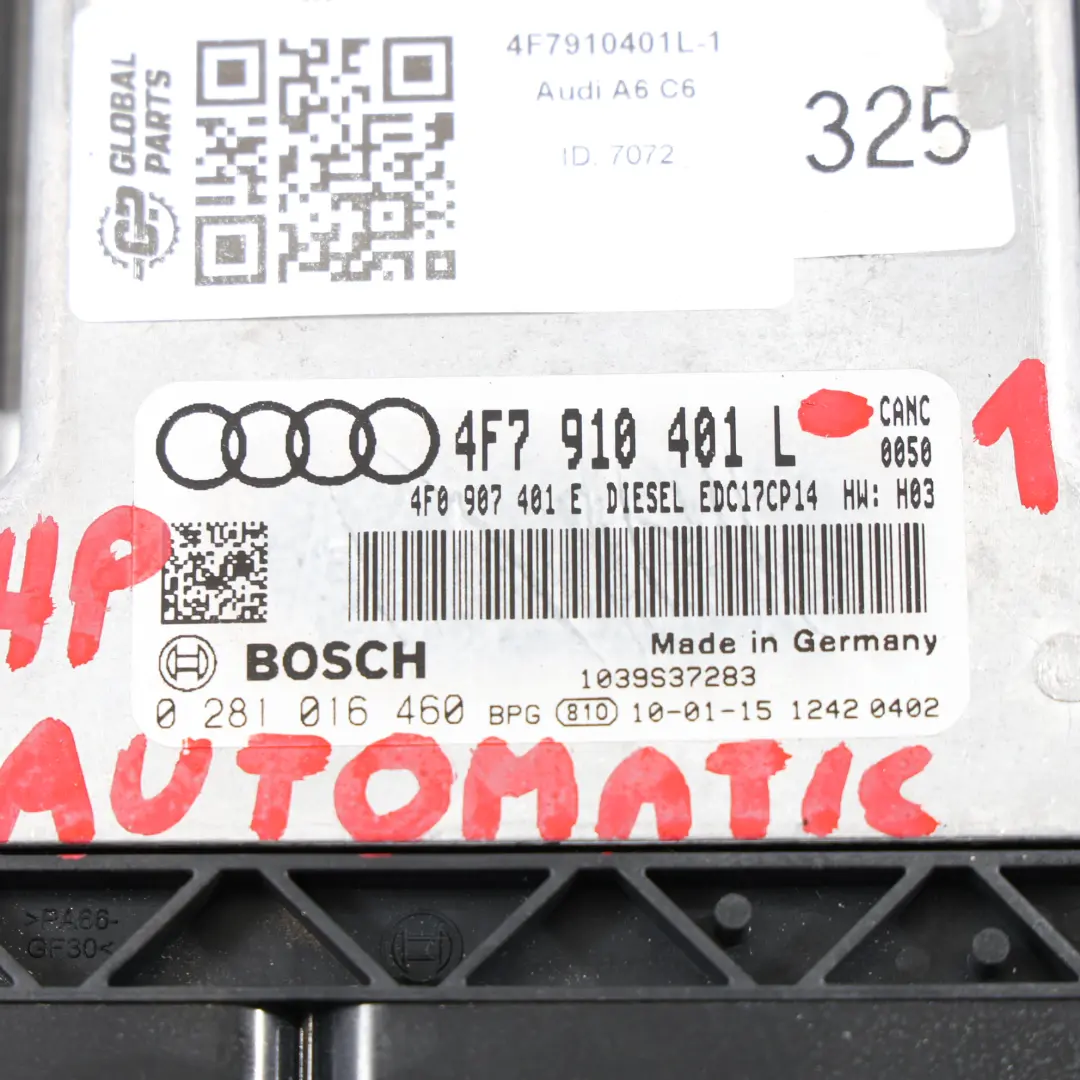 GLOBAL
PARTS
4F7910401L-1
Audi A6 C6
ID. 7072
325
4F7 910 401 L
CANC
0050
1
4F0 907 401 E DIESEL EDC17CP14 HW: H03
4P
BOSCH
Made in Germany
1039S37283
0 281 016 460 BPG 810 10-01-15 1242 0402
AUTOMATIC
>PA66-
GF30<